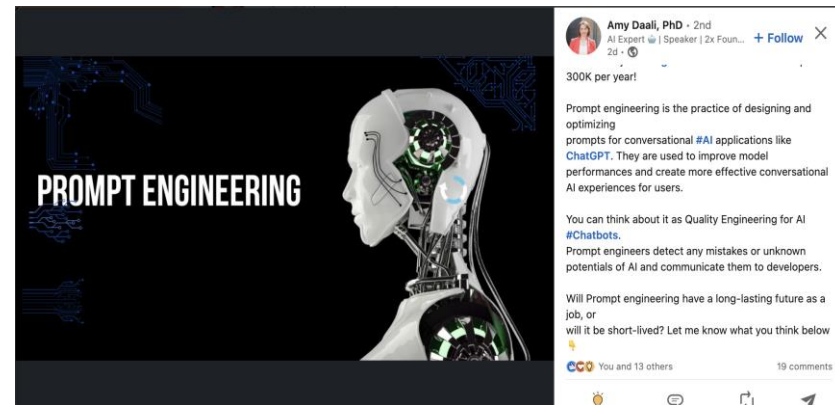 PROMPT ENGINEERING
Amy Daali, PhD · 2nd
AI Expert | Speaker | 2x Foun...
+ Follow
2d ·
300K per year!
Prompt engineering is the practice of designing and
optimizing
prompts for conversational #AI applications like
ChatGPT. They are used to improve model
performances and create more effective conversational
AI experiences for users.
You can think about it as Quality Engineering for AI
#Chatbots.
Prompt engineers detect any mistakes or unknown
potentials of AI and communicate them to developers.
Will Prompt engineering have a long-lasting future as a
job, or
will it be short-lived? Let me know what you think below
You and 13 others
19 comments